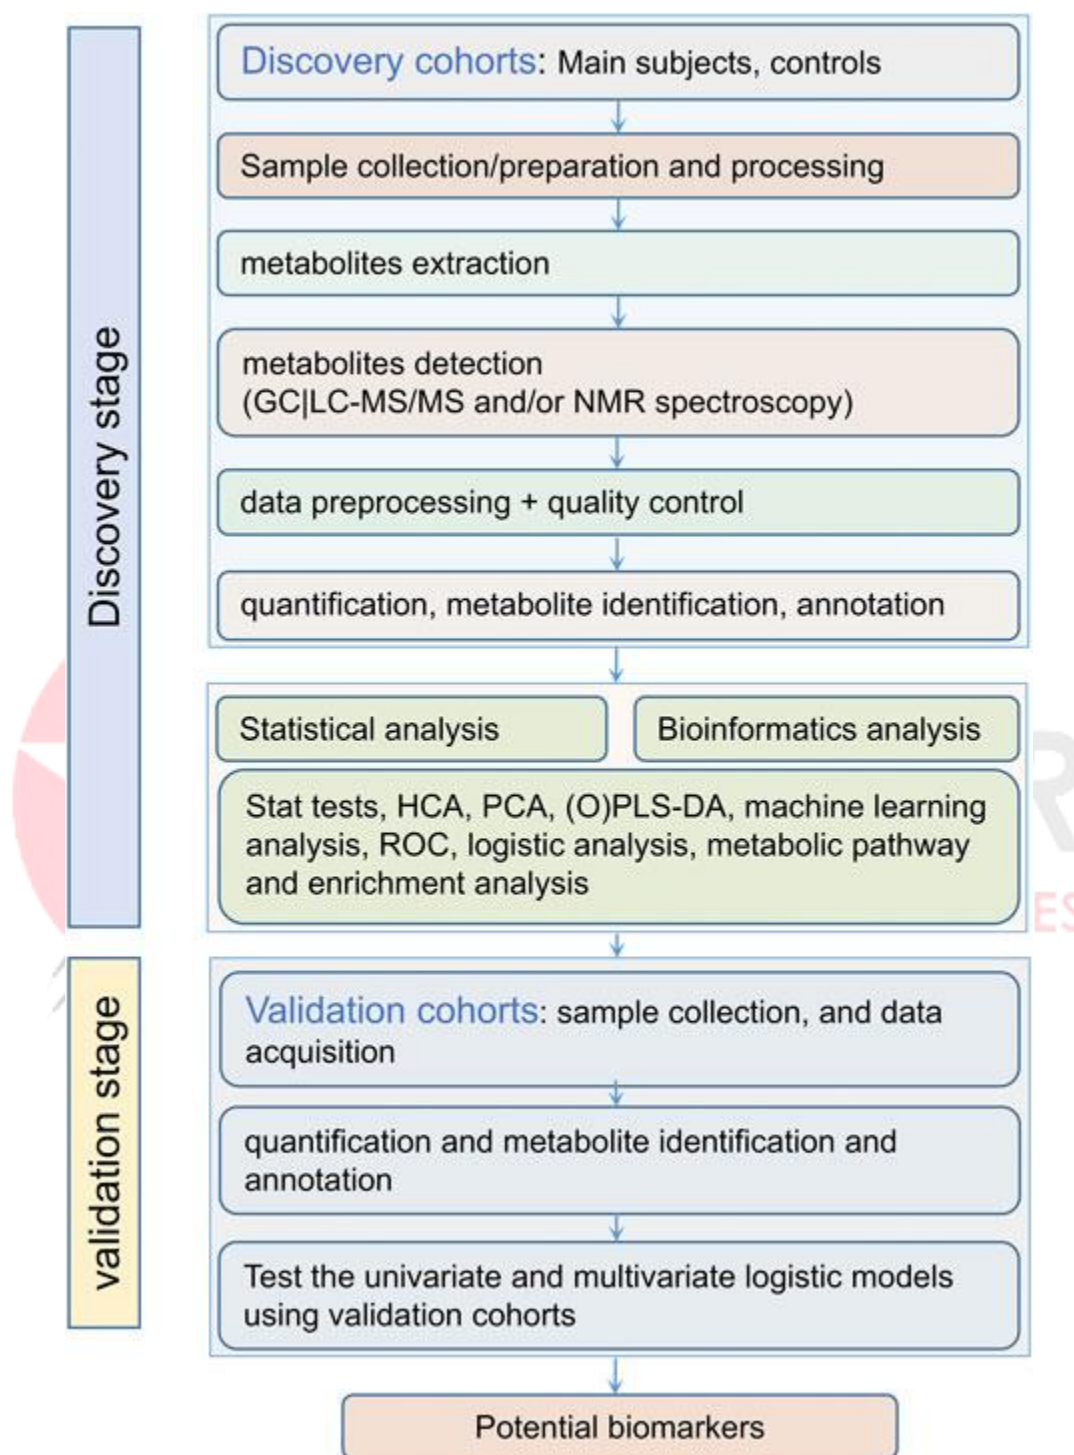 Discovery stage
Discovery cohorts: Main subjects, controls
Sample collection/preparation and processing
metabolites extraction
metabolites detection
(GC|LC-MS/MS and/or NMR spectroscopy)
data preprocessing + quality control
quantification, metabolite identification, annotation
Statistical analysis
Bioinformatics analysis
Stat tests, HCA, PCA, (O)PLS-DA, machine learning
analysis, ROC, logistic analysis, metabolic pathway
and enrichment analysis
validation stage
Validation cohorts: sample collection, and data
acquisition
quantification and metabolite identification and
annotation
Test the univariate and multivariate logistic models
using validation cohorts
Potential biomarkers